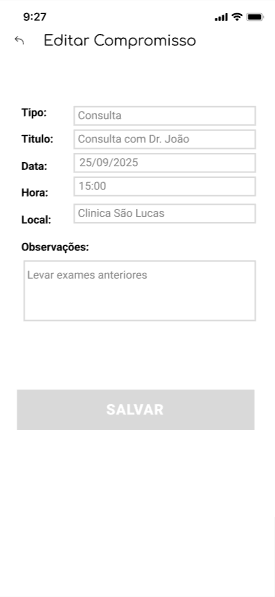 9:27
Editar Compromisso
Tipo: Consulta
Titulo: Consulta com Dr. João
Data: 25/09/2025
Hora: 15:00
Local: Clinica São Lucas
Observações:
Levar exames anteriores
SALVAR